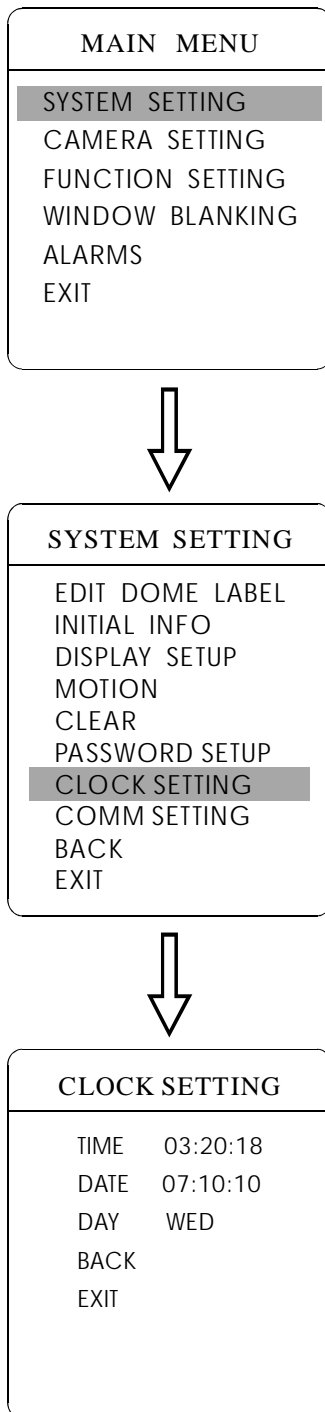 MAIN MENU
SYSTEM SETTING
CAMERA SETTING
FUNCTION SETTING
WINDOW BLANKING
ALARMS
EXIT
SYSTEM SETTING
EDIT DOME LABEL
INITIAL INFO
DISPLAY SETUP
MOTION
CLEAR
PASSWORD SETUP
CLOCK SETTING
COMM SETTING
BACK
EXIT
CLOCK SETTING
TIME 03:20:18
DATE 07:10:10
DAY WED
BACK
EXIT